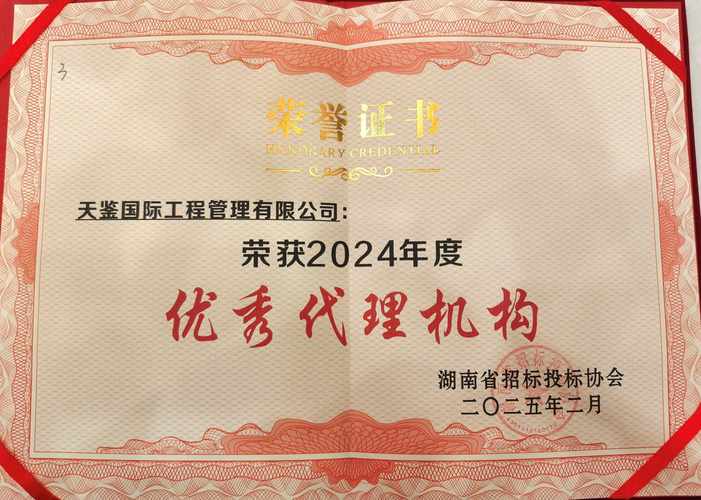 3
荣誉证书
HONORARY CREDENTIAL
天鉴国际工程管理有限公司：
荣获2024年度
优秀代理机构
湖南省招标投标协会
二〇二五年二月